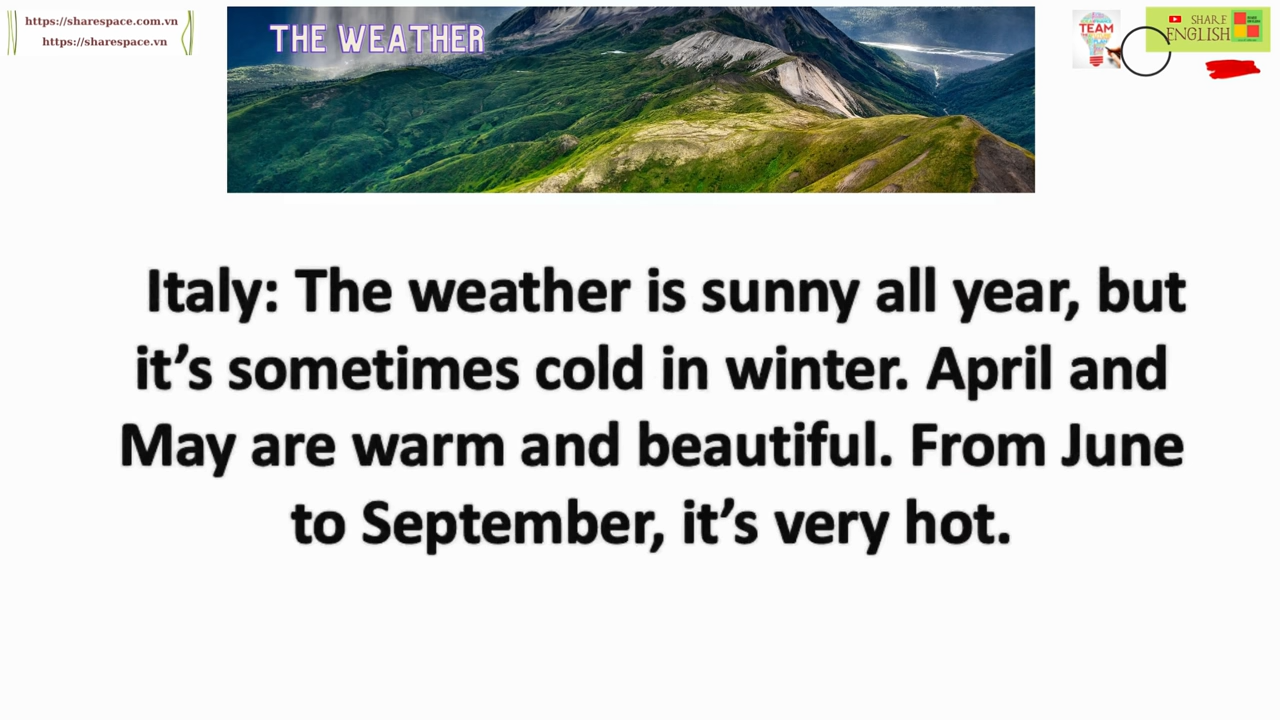 https://sharespace.com.vn
https://sharespace.vn
THE WEATHER
TEAM
SHARE
ENGLISH
Italy: The weather is sunny all year, but
it’s sometimes cold in winter. April and
May are warm and beautiful. From June
to September, it’s very hot.